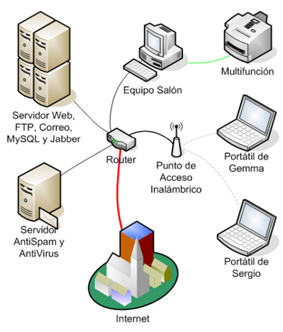 Servidor Web,
FTP, Correo,
MySQL y Jabber
Equipo Salón
Multifunción
Router
Punto de
Acceso
Inalámbrico
Portátil de
Gemma
Servidor
AntiSpam y
AntiVirus
Portátil de
Sergio
Internet